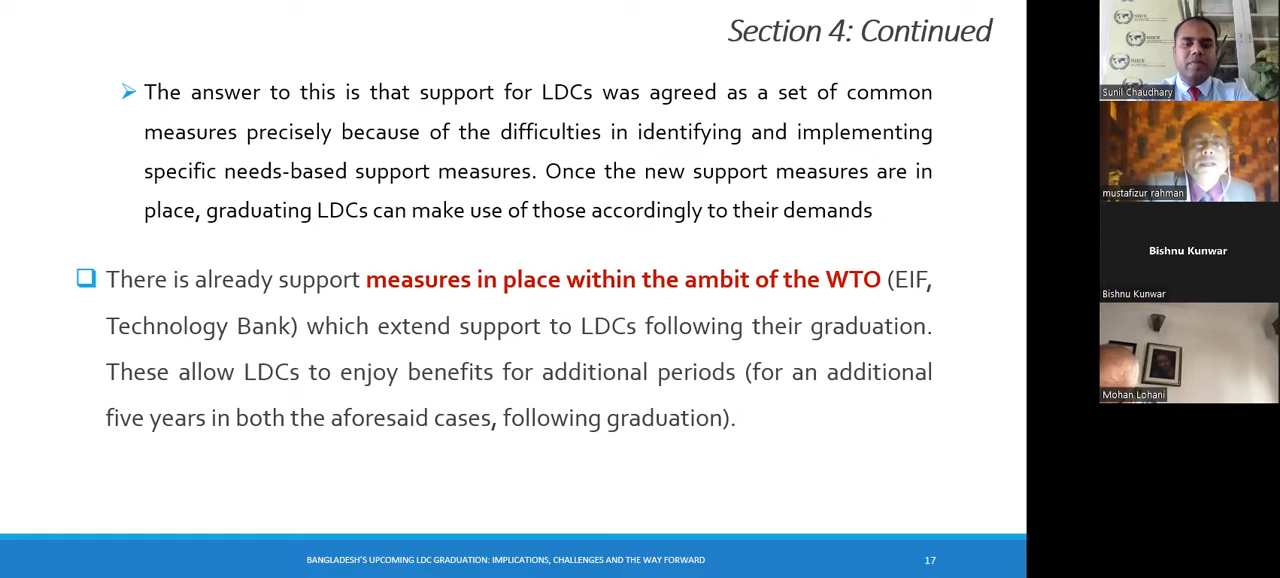 Section 4: Continued
➢ The answer to this is that support for LDCs was agreed as a set of common
measures precisely because of the difficulties in identifying and implementing
specific needs-based support measures. Once the new support measures are in
place, graduating LDCs can make use of those accordingly to their demands
❑ There is already support measures in place within the ambit of the WTO (EIF,
Technology Bank) which extend support to LDCs following their graduation.
These allow LDCs to enjoy benefits for additional periods (for an additional
five years in both the aforesaid cases, following graduation).
BANGLADESH'S UPCOMING LDC GRADUATION: IMPLICATIONS, CHALLENGES AND THE WAY FORWARD
17
Sunil Chaudhary
mustafizur rahman
Bishnu Kunwar
Bishnu Kunwar
Mohan Lohani